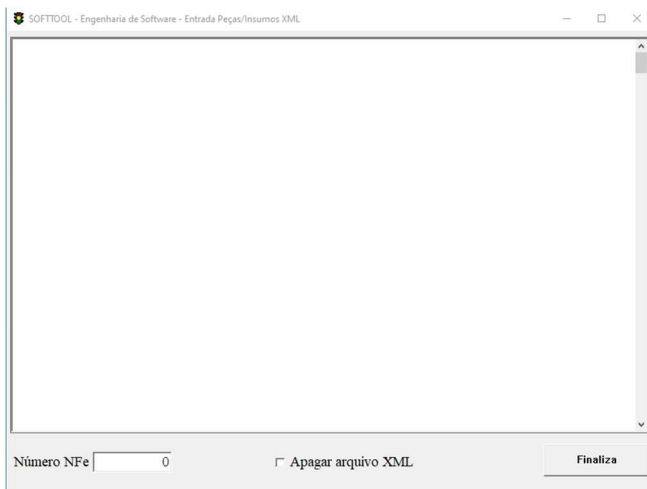 SOFTTOOL - Engenharia de Software - Entrada Peças/Insumos XML
Número NFe 0 Apagar arquivo XML Finaliza